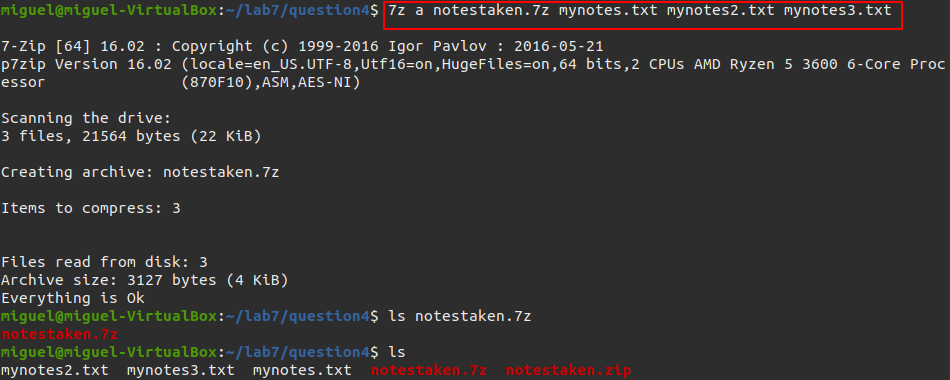 miguel@miguel-VirtualBox:~/lab7/question4$ 7z a notestaken.7z mynotes.txt mynotes2.txt mynotes3.txt
7-Zip [64] 16.02 : Copyright (c) 1999-2016 Igor Pavlov : 2016-05-21
p7zip Version 16.02 (locale=en_US.UTF-8,Utf16=on,HugeFiles=on,64 bits,2 CPUs AMD Ryzen 5 3600 6-Core Proc
essor (870F10),ASM,AES-NI)
Scanning the drive:
3 files, 21564 bytes (22 KiB)
Creating archive: notestaken.7z
Items to compress: 3
Files read from disk: 3
Archive size: 3127 bytes (4 KiB)
Everything is Ok
miguel@miguel-VirtualBox:~/lab7/question4$ ls notestaken.7z
notestaken.7z
miguel@miguel-VirtualBox:~/lab7/question4$ ls
mynotes2.txt mynotes3.txt mynotes.txt notestaken.7z notestaken.zip